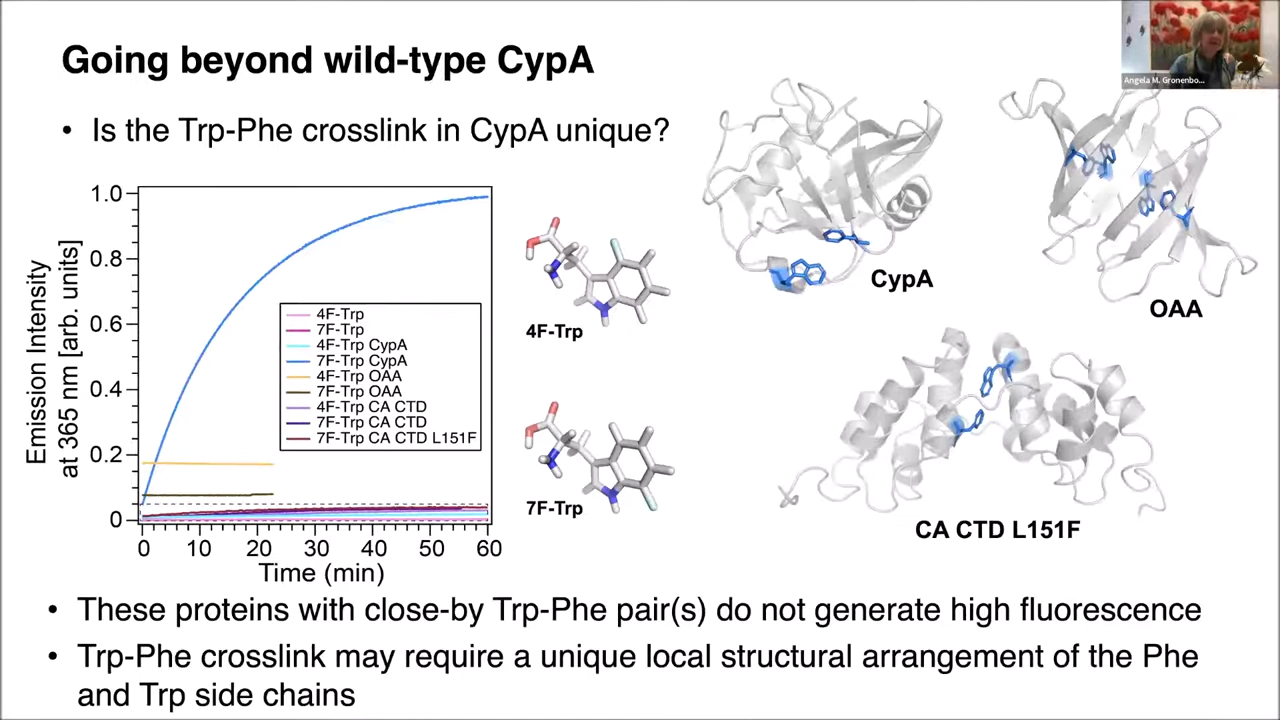 Going beyond wild-type CypA
Angela M. Gronenbo...
• Is the Trp-Phe crosslink in CypA unique?
Emission Intensity
at 365 nm [arb. units]
1.0
0.8
0.6
0.4
0.2
0
4F-Trp
7F-Trp
4F-Trp CypA
7F-Trp CypA
4F-Trp OAA
7F-Trp OAA
4F-Trp CA CTD
7F-Trp CA CTD
7F-Trp CA CTD L151F
0 10 20 30 40 50 60
Time (min)
4F-Trp
7F-Trp
CypA
OAA
CA CTD L151F
• These proteins with close-by Trp-Phe pair(s) do not generate high fluorescence
• Trp-Phe crosslink may require a unique local structural arrangement of the Phe
and Trp side chains